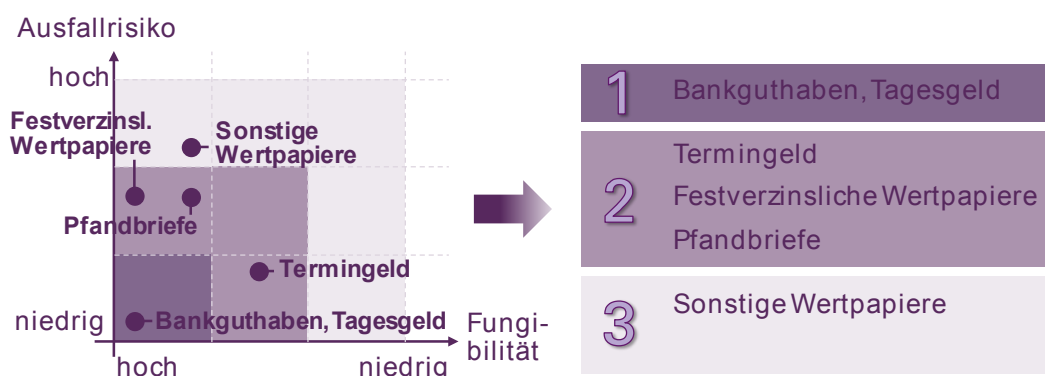 Ausfallrisiko
hoch
Festverzinsl.
Wertpapiere
Sonstige
Wertpapiere
Pfandbriefe
Termingeld
niedrig
Bankguthaben, Tagesgeld
Fungi-
bilität
hoch
niedrig
1
Bankguthaben, Tagesgeld
2
Termingeld
Festverzinsliche Wertpapiere
Pfandbriefe
3
Sonstige Wertpapiere